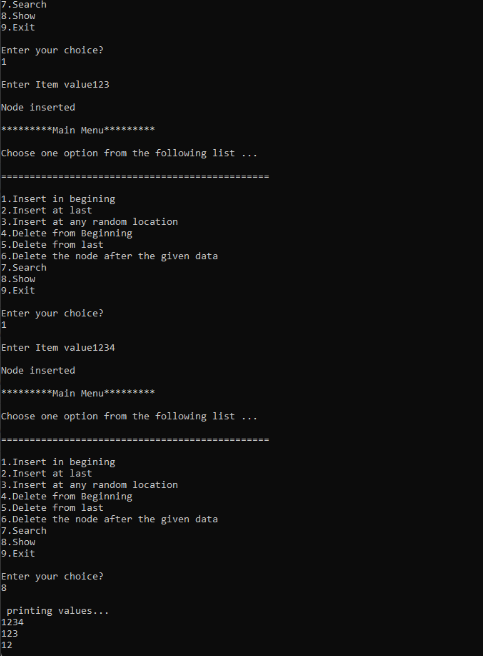 7.Search
8.Show
9.Exit
Enter your choice?
1
Enter Item value123
Node inserted
*********Main Menu*********
Choose one option from the following list ...
===============================================
1.Insert in begining
2.Insert at last
3.Insert at any random location
4.Delete from Beginning
5.Delete from last
6.Delete the node after the given data
7.Search
8.Show
9.Exit
Enter your choice?
1
Enter Item value1234
Node inserted
*********Main Menu*********
Choose one option from the following list ...
===============================================
1.Insert in begining
2.Insert at last
3.Insert at any random location
4.Delete from Beginning
5.Delete from last
6.Delete the node after the given data
7.Search
8.Show
9.Exit
Enter your choice?
8
printing values...
1234
123
12